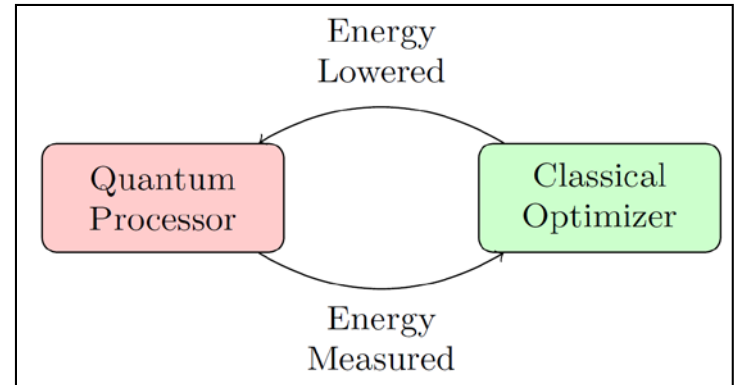 Energy
Lowered
Quantum
Processor
Classical
Optimizer
Energy
Measured